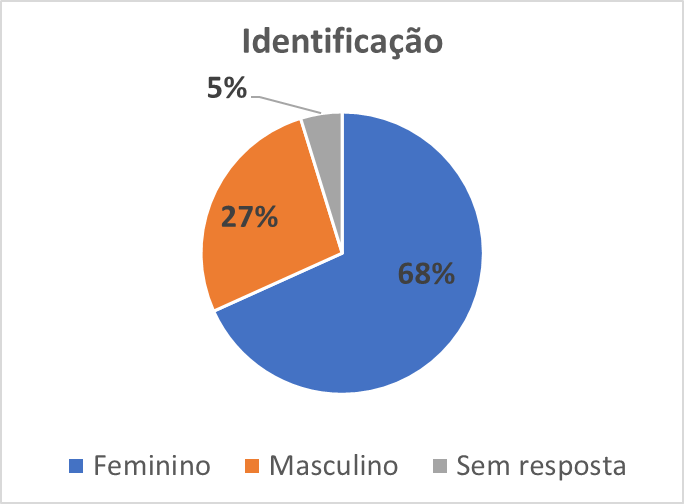 Identificação
5%
27%
68%
Feminino Masculino Sem resposta